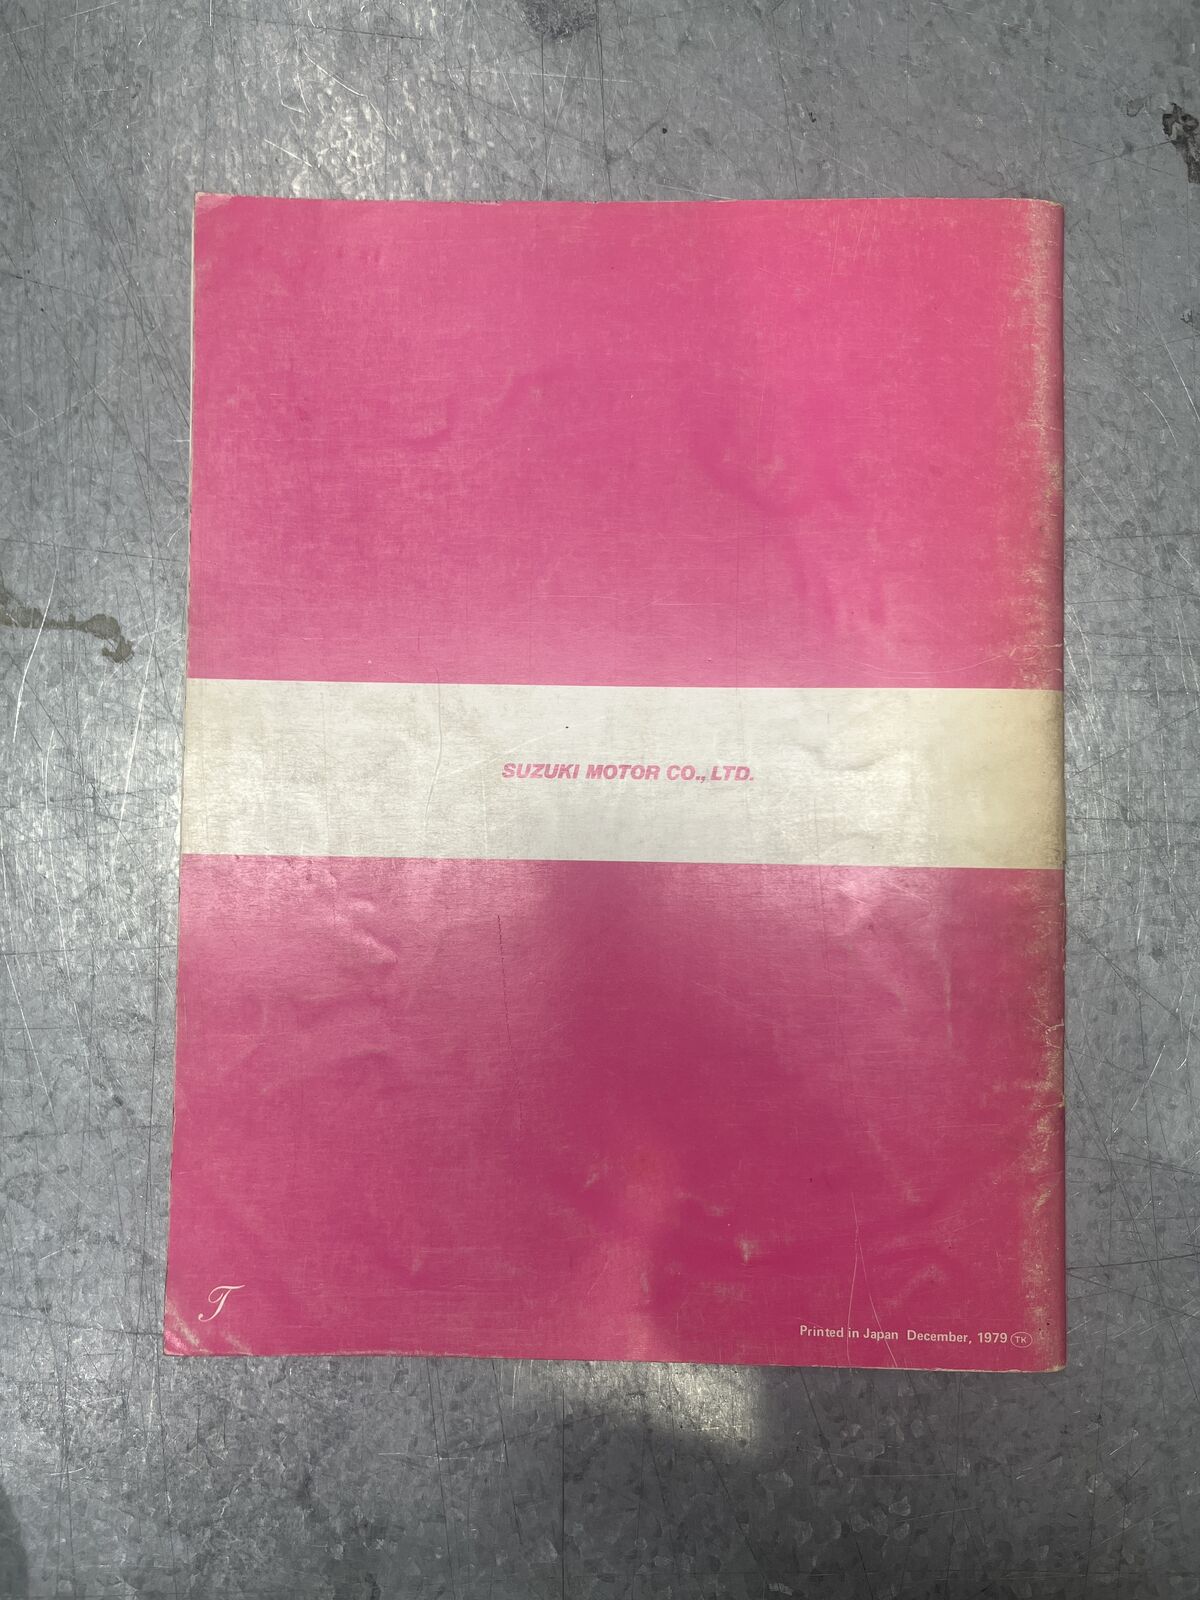 SUZUKI MOTOR CO., LTD.
T
Printed in Japan December, 1979 TK